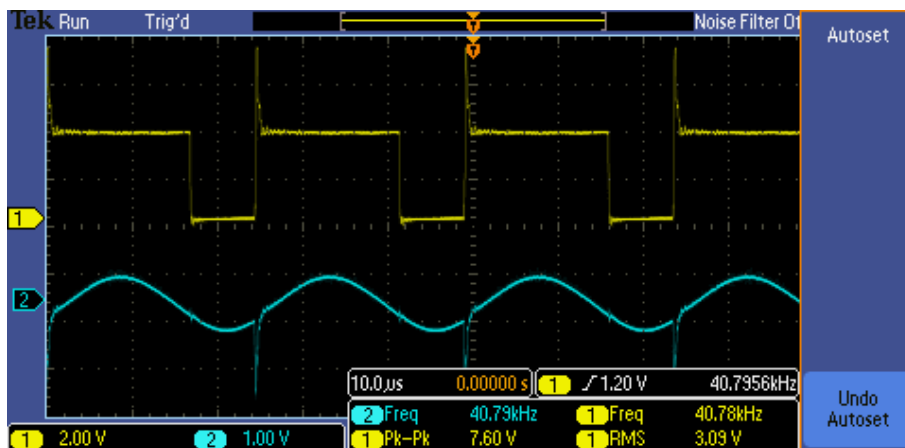 Tek Run Trig'd Noise Filter Of
Autoset
1
2
10.0µs 0.00000 s 1 1.20 V 40.7956kHz
2 Freq 40.79kHz 1 Freq 40.78kHz
1 Pk-Pk 7.60 V 1 RMS 3.09 V
1 2.00 V 2 1.00 V
Undo
Autoset